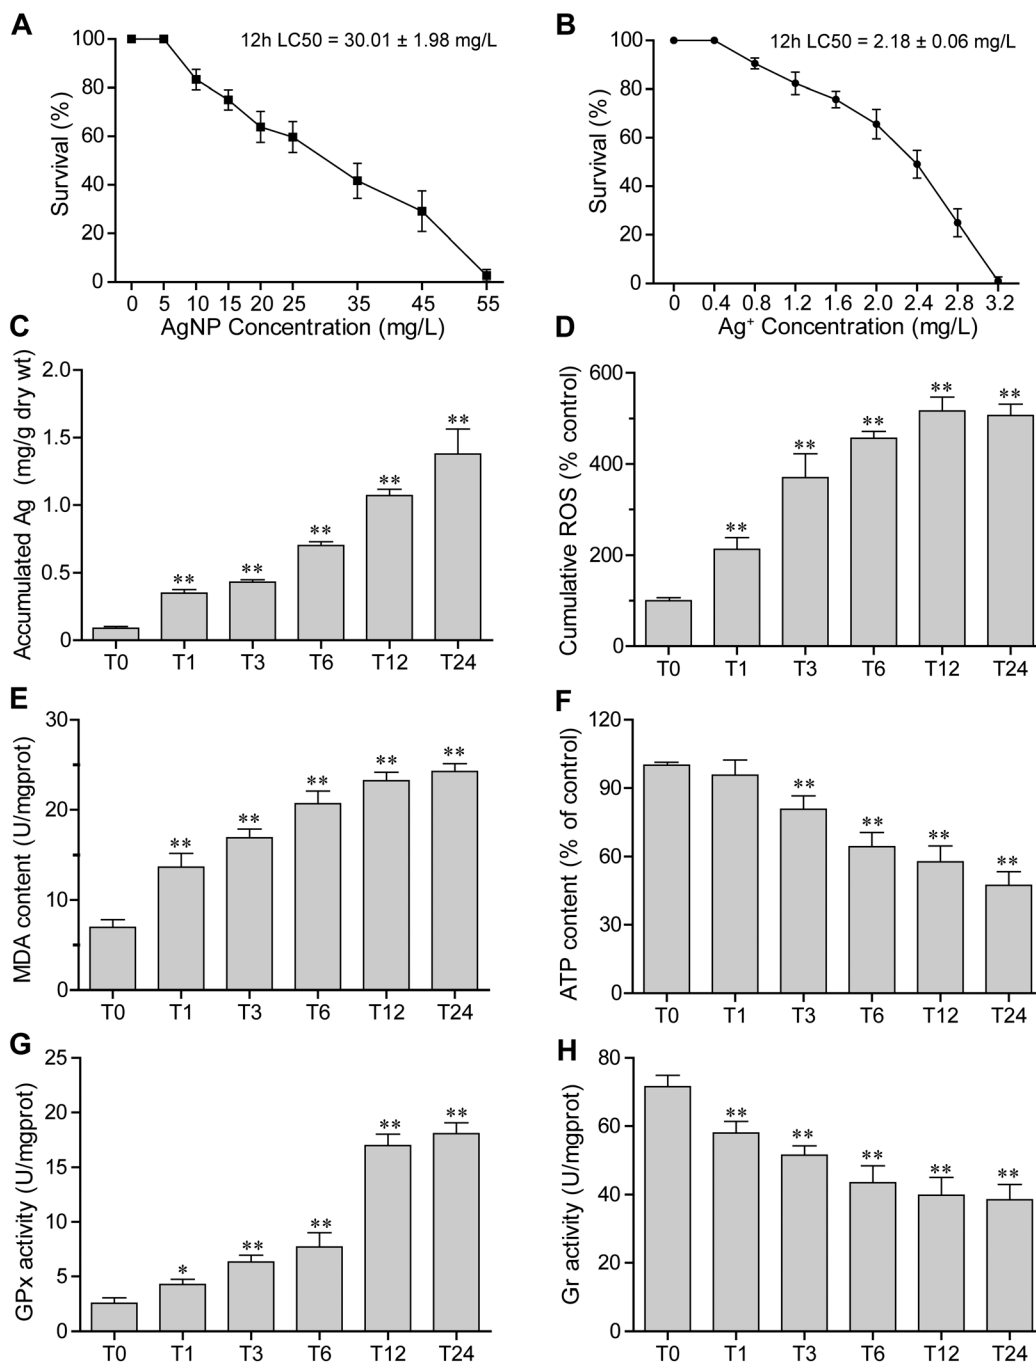 A
12h LC50 = 30.01 ± 1.98 mg/L
Survival (%)
100
80
60
40
20
0
0 5 10 15 20 25 35 45 55
AgNP Concentration (mg/L)
B
12h LC50 = 2.18 ± 0.06 mg/L
Survival (%)
100
80
60
40
20
0
0 0.4 0.8 1.2 1.6 2.0 2.4 2.8 3.2
Ag⁺ Concentration (mg/L)
C
Accumulated Ag (mg/g dry wt)
2.0
1.5
1.0
0.5
0
** ** ** ** **
T0 T1 T3 T6 T12 T24
D
Cumulative ROS (% control)
600
400
200
0
** ** ** ** **
T0 T1 T3 T6 T12 T24
E
MDA content (U/mgprot)
30
20
10
0
** ** ** ** **
T0 T1 T3 T6 T12 T24
F
ATP content (% of control)
120
90
60
30
0
** ** ** **
T0 T1 T3 T6 T12 T24
G
GPx activity (U/mgprot)
25
20
15
10
5
0
* ** ** ** **
T0 T1 T3 T6 T12 T24
H
Gr activity (U/mgprot)
80
60
40
20
0
** ** ** ** **
T0 T1 T3 T6 T12 T24